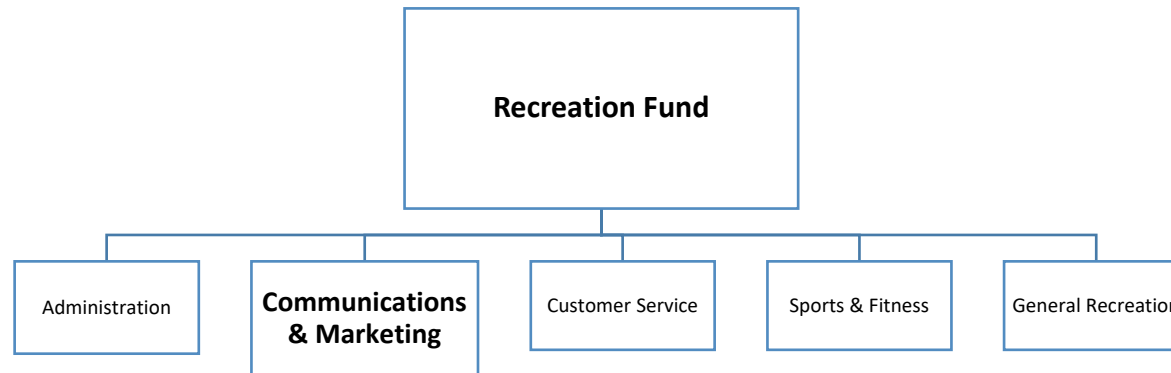 Recreation Fund
Administration
Communications
& Marketing
Customer Service
Sports & Fitness
General Recreation